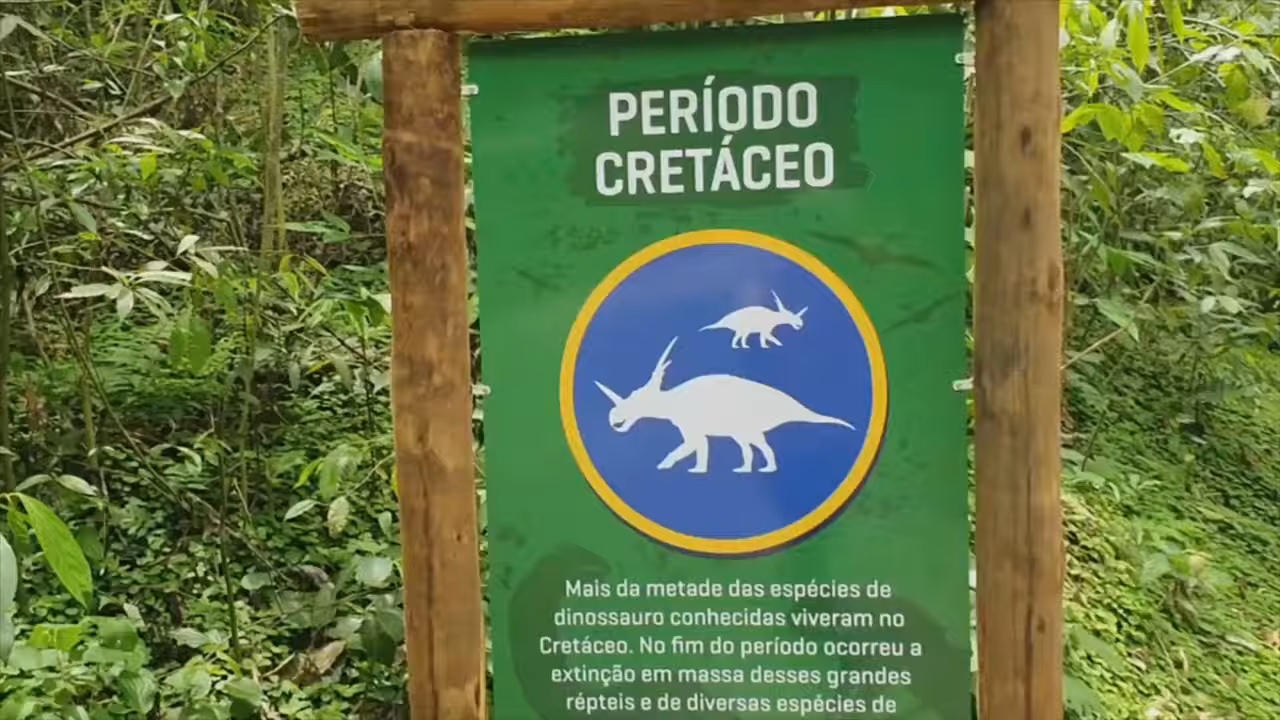 PERÍODO
CRETÁCEO
Mais da metade das espécies de
dinossauro conhecidas viveram no
Cretáceo. No fim do período ocorreu a
extinção em massa desses grandes
répteis e de diversas espécies de